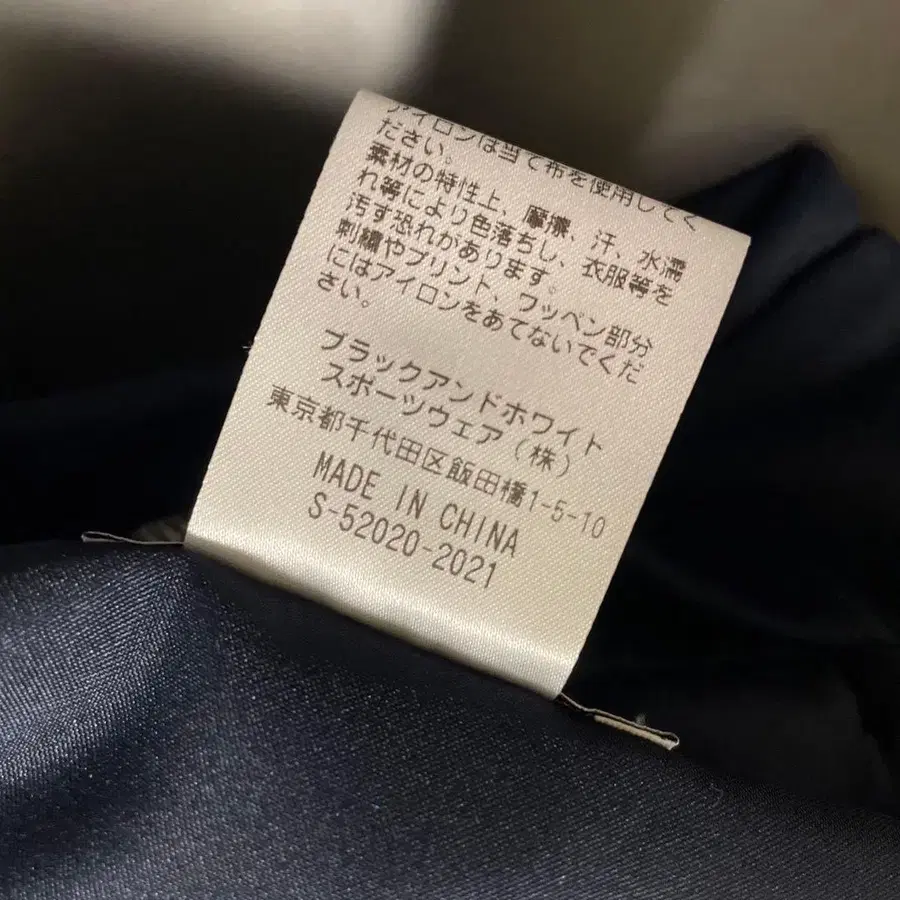 アイロンは当て布を使用してく
ださい。
素材の特性上、摩擦、汗、水濡
れ等により色落ちし、衣服等を
汚す恐れがあります。
刺繍やプリント、ワッペン部分
にはアイロンをあてないでくだ
さい。
ブラックアンドホワイト
スポーツウェア(株)
東京都千代田区飯田橋1-5-10
MADE IN CHINA
S-52020-2021